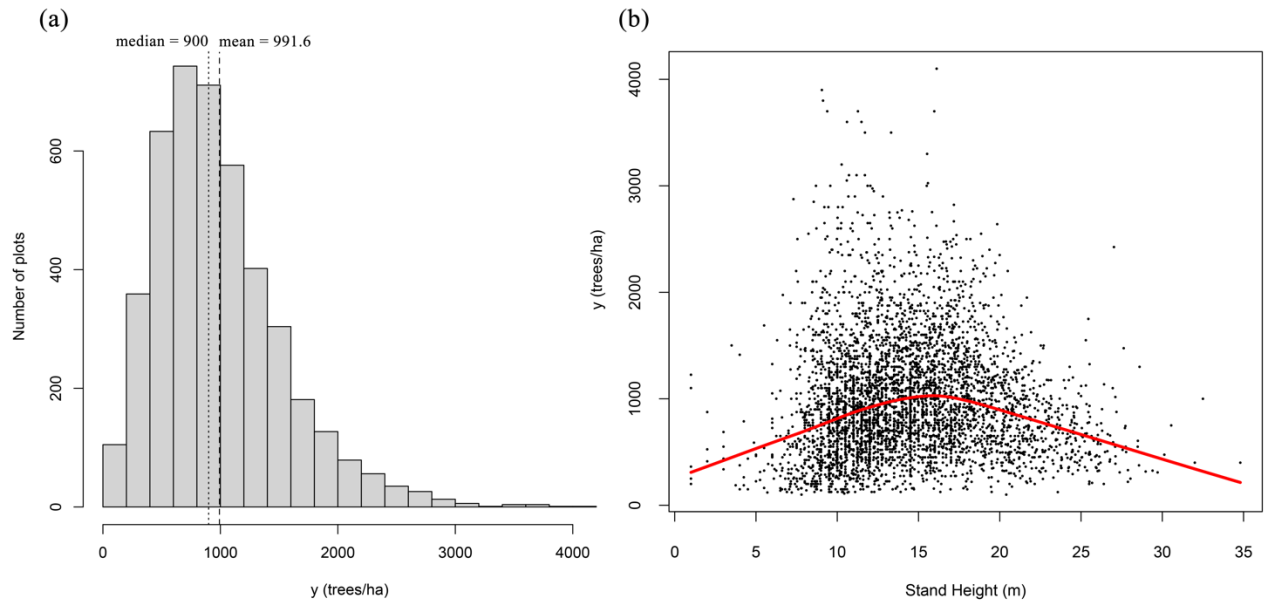 (a)
median = 900
mean = 991.6
Number of plots
600
400
200
0
0
1000
2000
3000
4000
y (trees/ha)
(b)
y (trees/ha)
4000
3000
2000
1000
0
0
5
10
15
20
25
30
35
Stand Height (m)